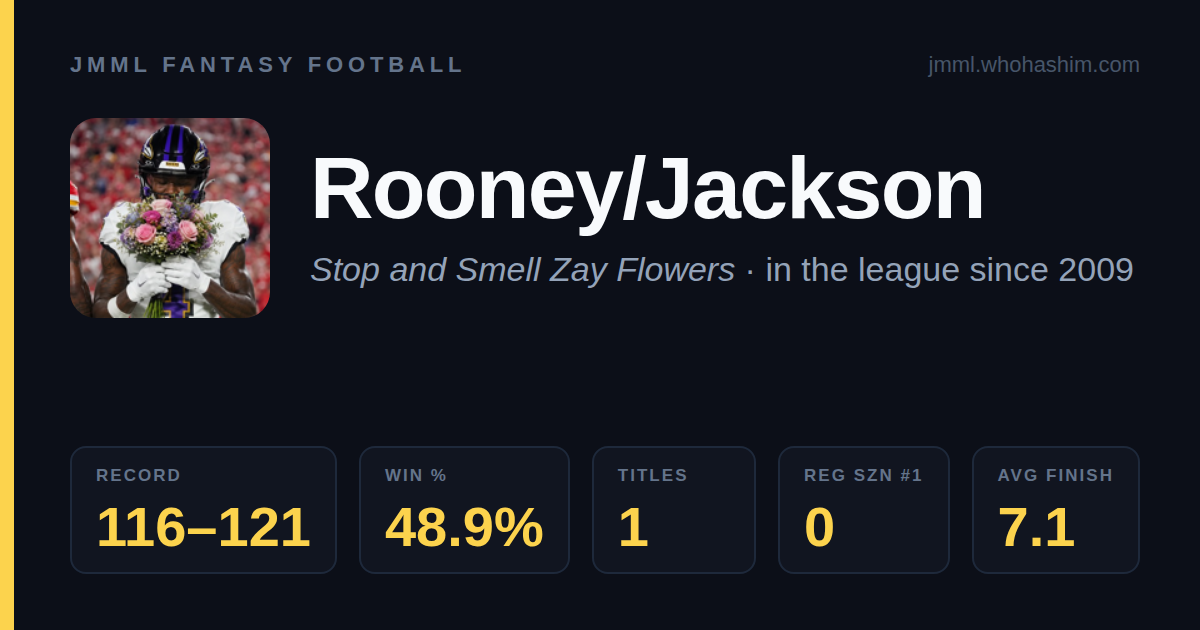 JMML FANTASY FOOTBALL
jmml.whohashim.com
Rooney/Jackson
Stop and Smell Zay Flowers · in the league since 2009
RECORD
116–121
WIN %
48.9%
TITLES
1
REG SZN #1
0
AVG FINISH
7.1